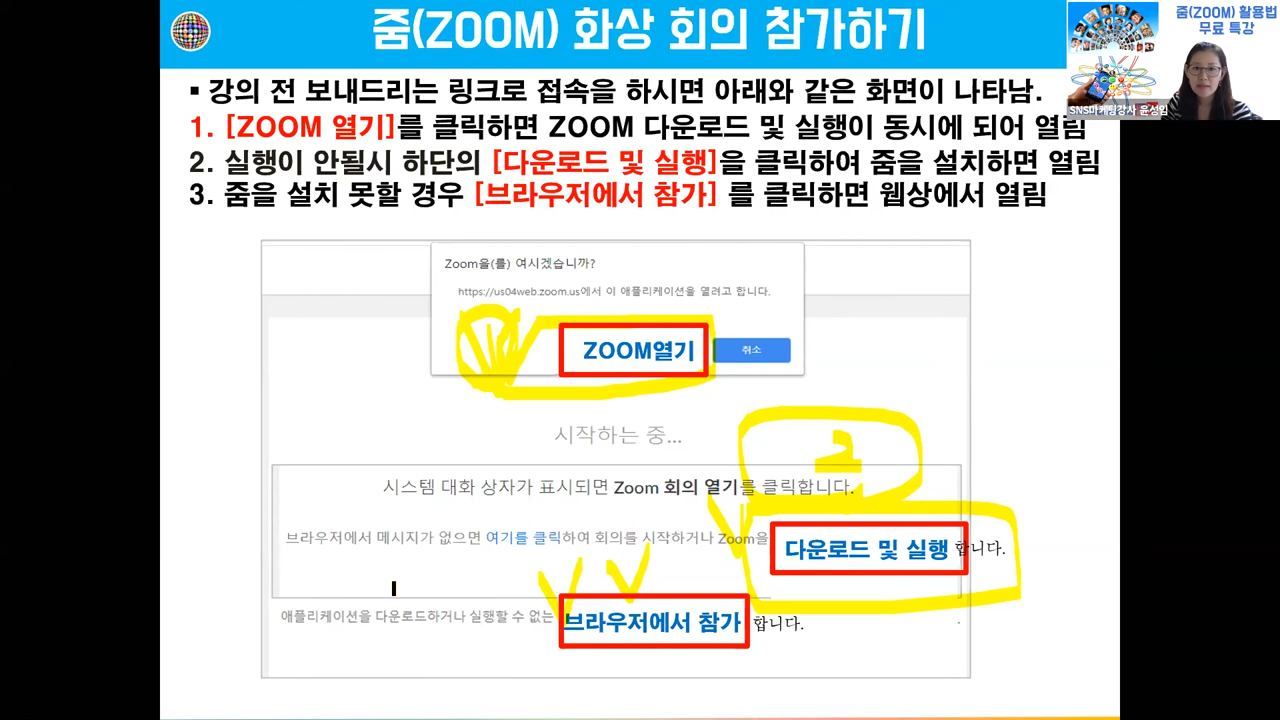 줌(ZOOM) 화상 회의 참가하기
줌(ZOOM) 활용법
무료 특강
SNS마케팅강사 윤성임
▪ 강의 전 보내드리는 링크로 접속을 하시면 아래와 같은 화면이 나타남.
1. [ZOOM 열기]를 클릭하면 ZOOM 다운로드 및 실행이 동시에 되어 열림
2. 실행이 안될시 하단의 [다운로드 및 실행]을 클릭하여 줌을 설치하면 열림
3. 줌을 설치 못할 경우 [브라우저에서 참가] 를 클릭하면 웹상에서 열림
Zoom을(를) 여시겠습니까?
https://us04web.zoom.us에서 이 애플리케이션을 열려고 합니다.
ZOOM열기
취소
시작하는 중...
2
시스템 대화 상자가 표시되면 Zoom 회의 열기를 클릭합니다.
브라우저에서 메시지가 없으면 여기를 클릭하여 회의를 시작하거나 Zoom을 다운로드 및 실행 합니다.
애플리케이션을 다운로드하거나 실행할 수 없는 브라우저에서 참가 합니다.